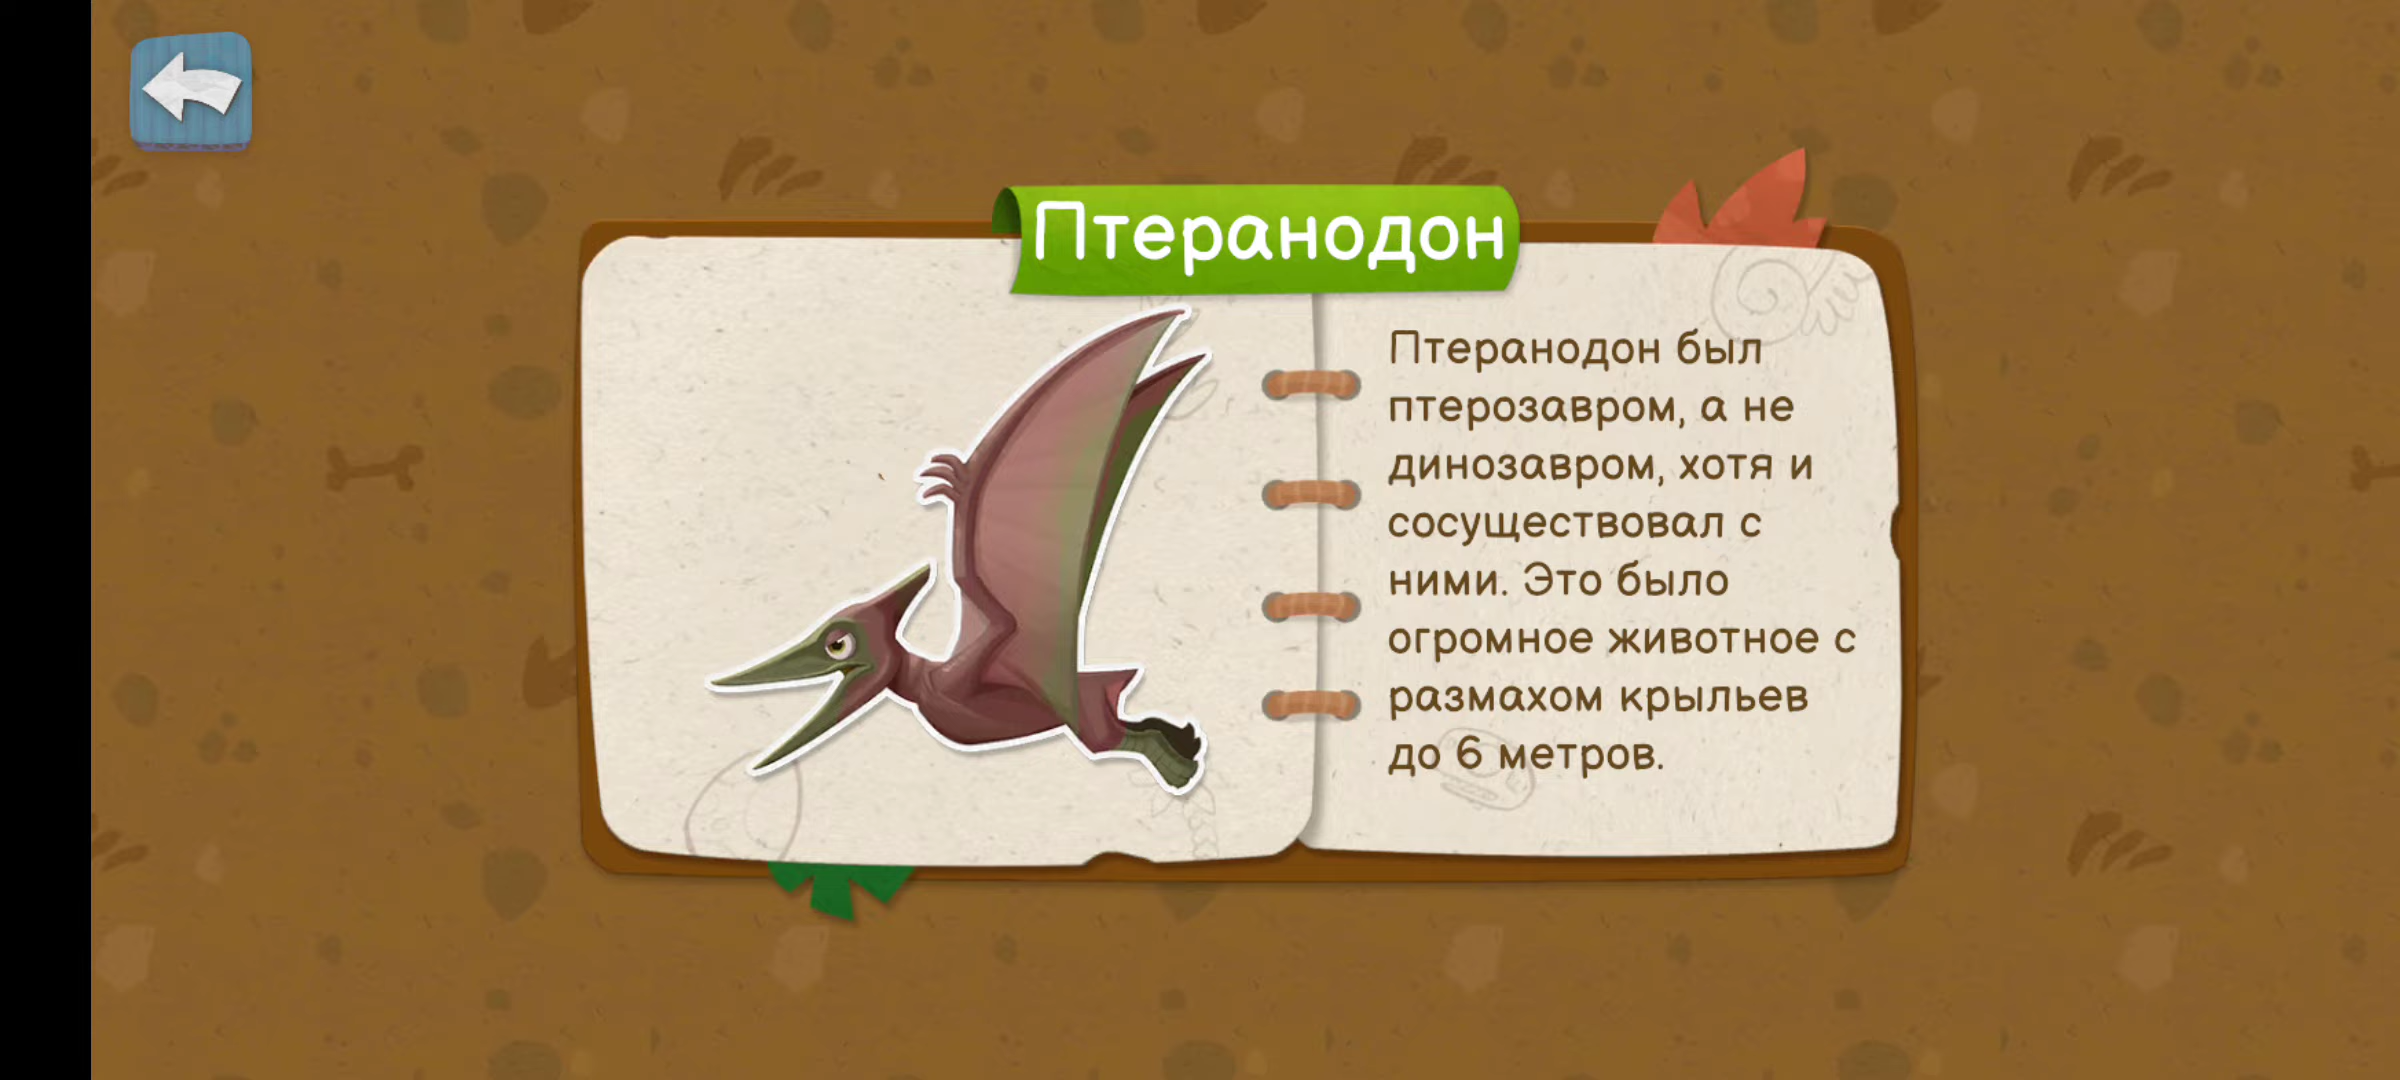 Птеранодон
Птеранодон был
птерозавром, а не
динозавром, хотя и
сосуществовал с
ними. Это было
огромное животное с
размахом крыльев
до 6 метров.